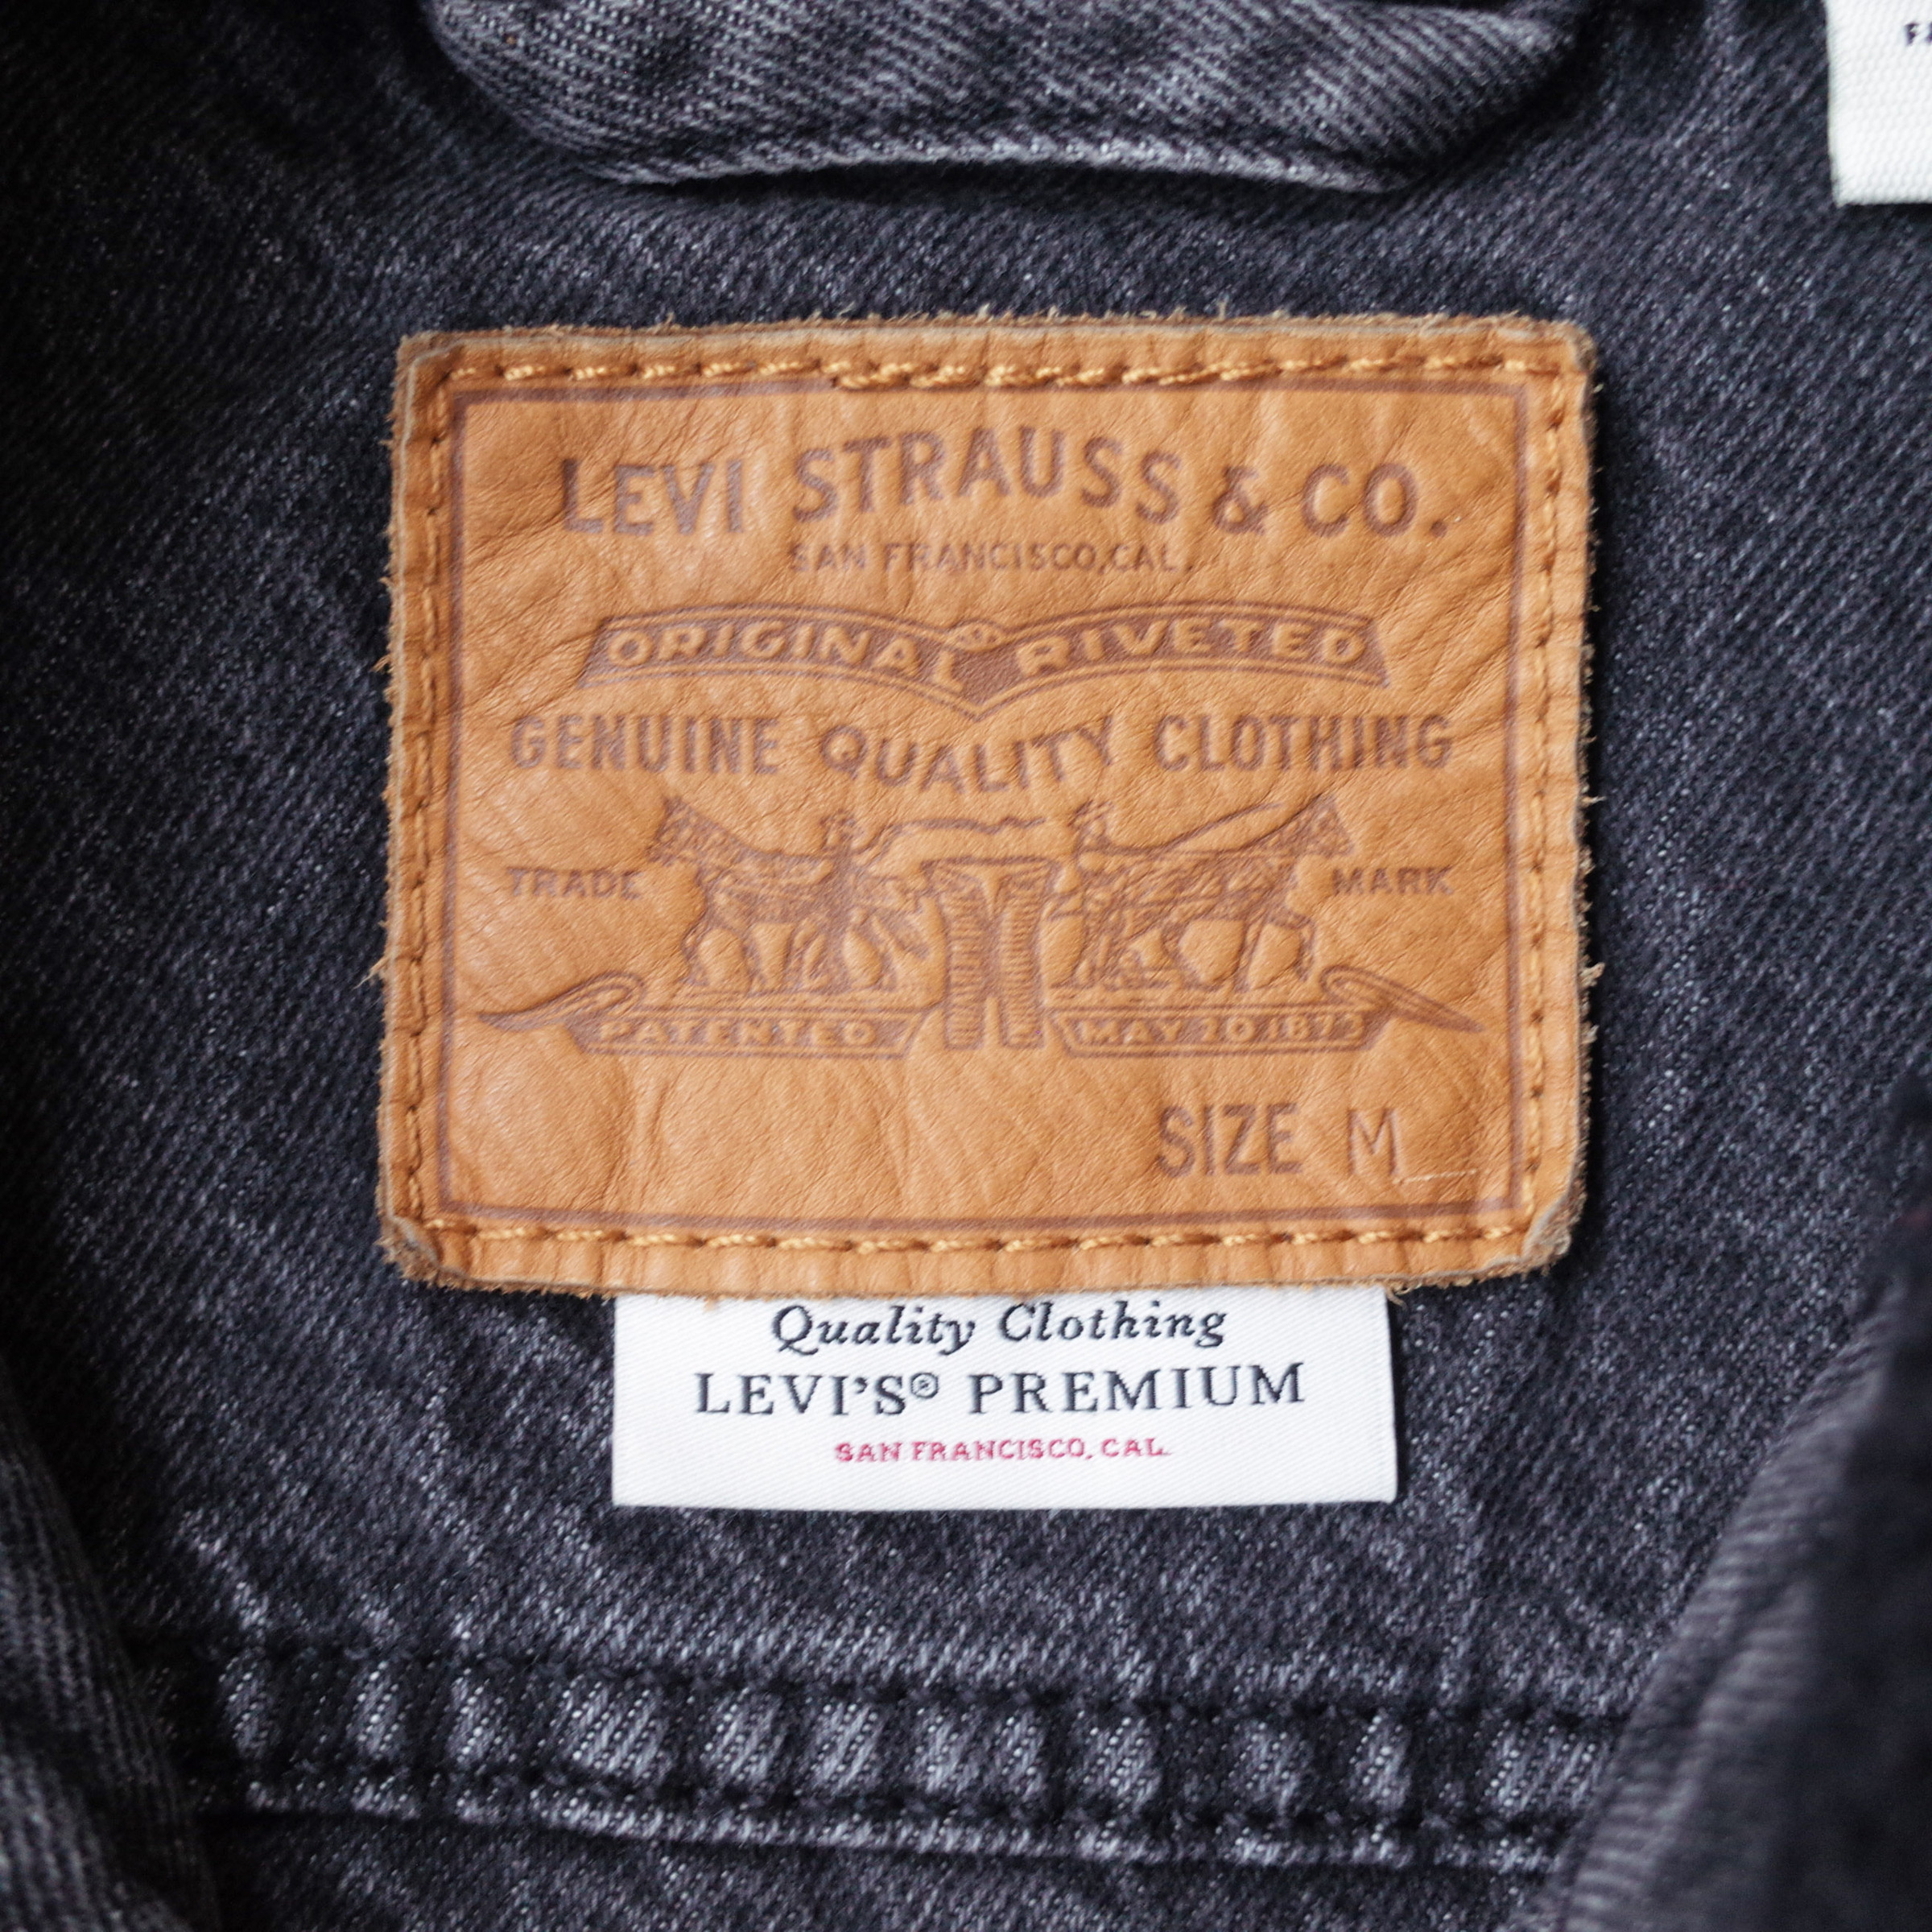 LEVI STRAUSS & CO.
SAN FRANCISCO, CAL.
ORIGINAL RIVETED
GENUINE QUALITY CLOTHING
TRADE MARK
PATENTED MAY 20 1873
SIZE M
Quality Clothing
LEVI'S® PREMIUM
SAN FRANCISCO, CAL.